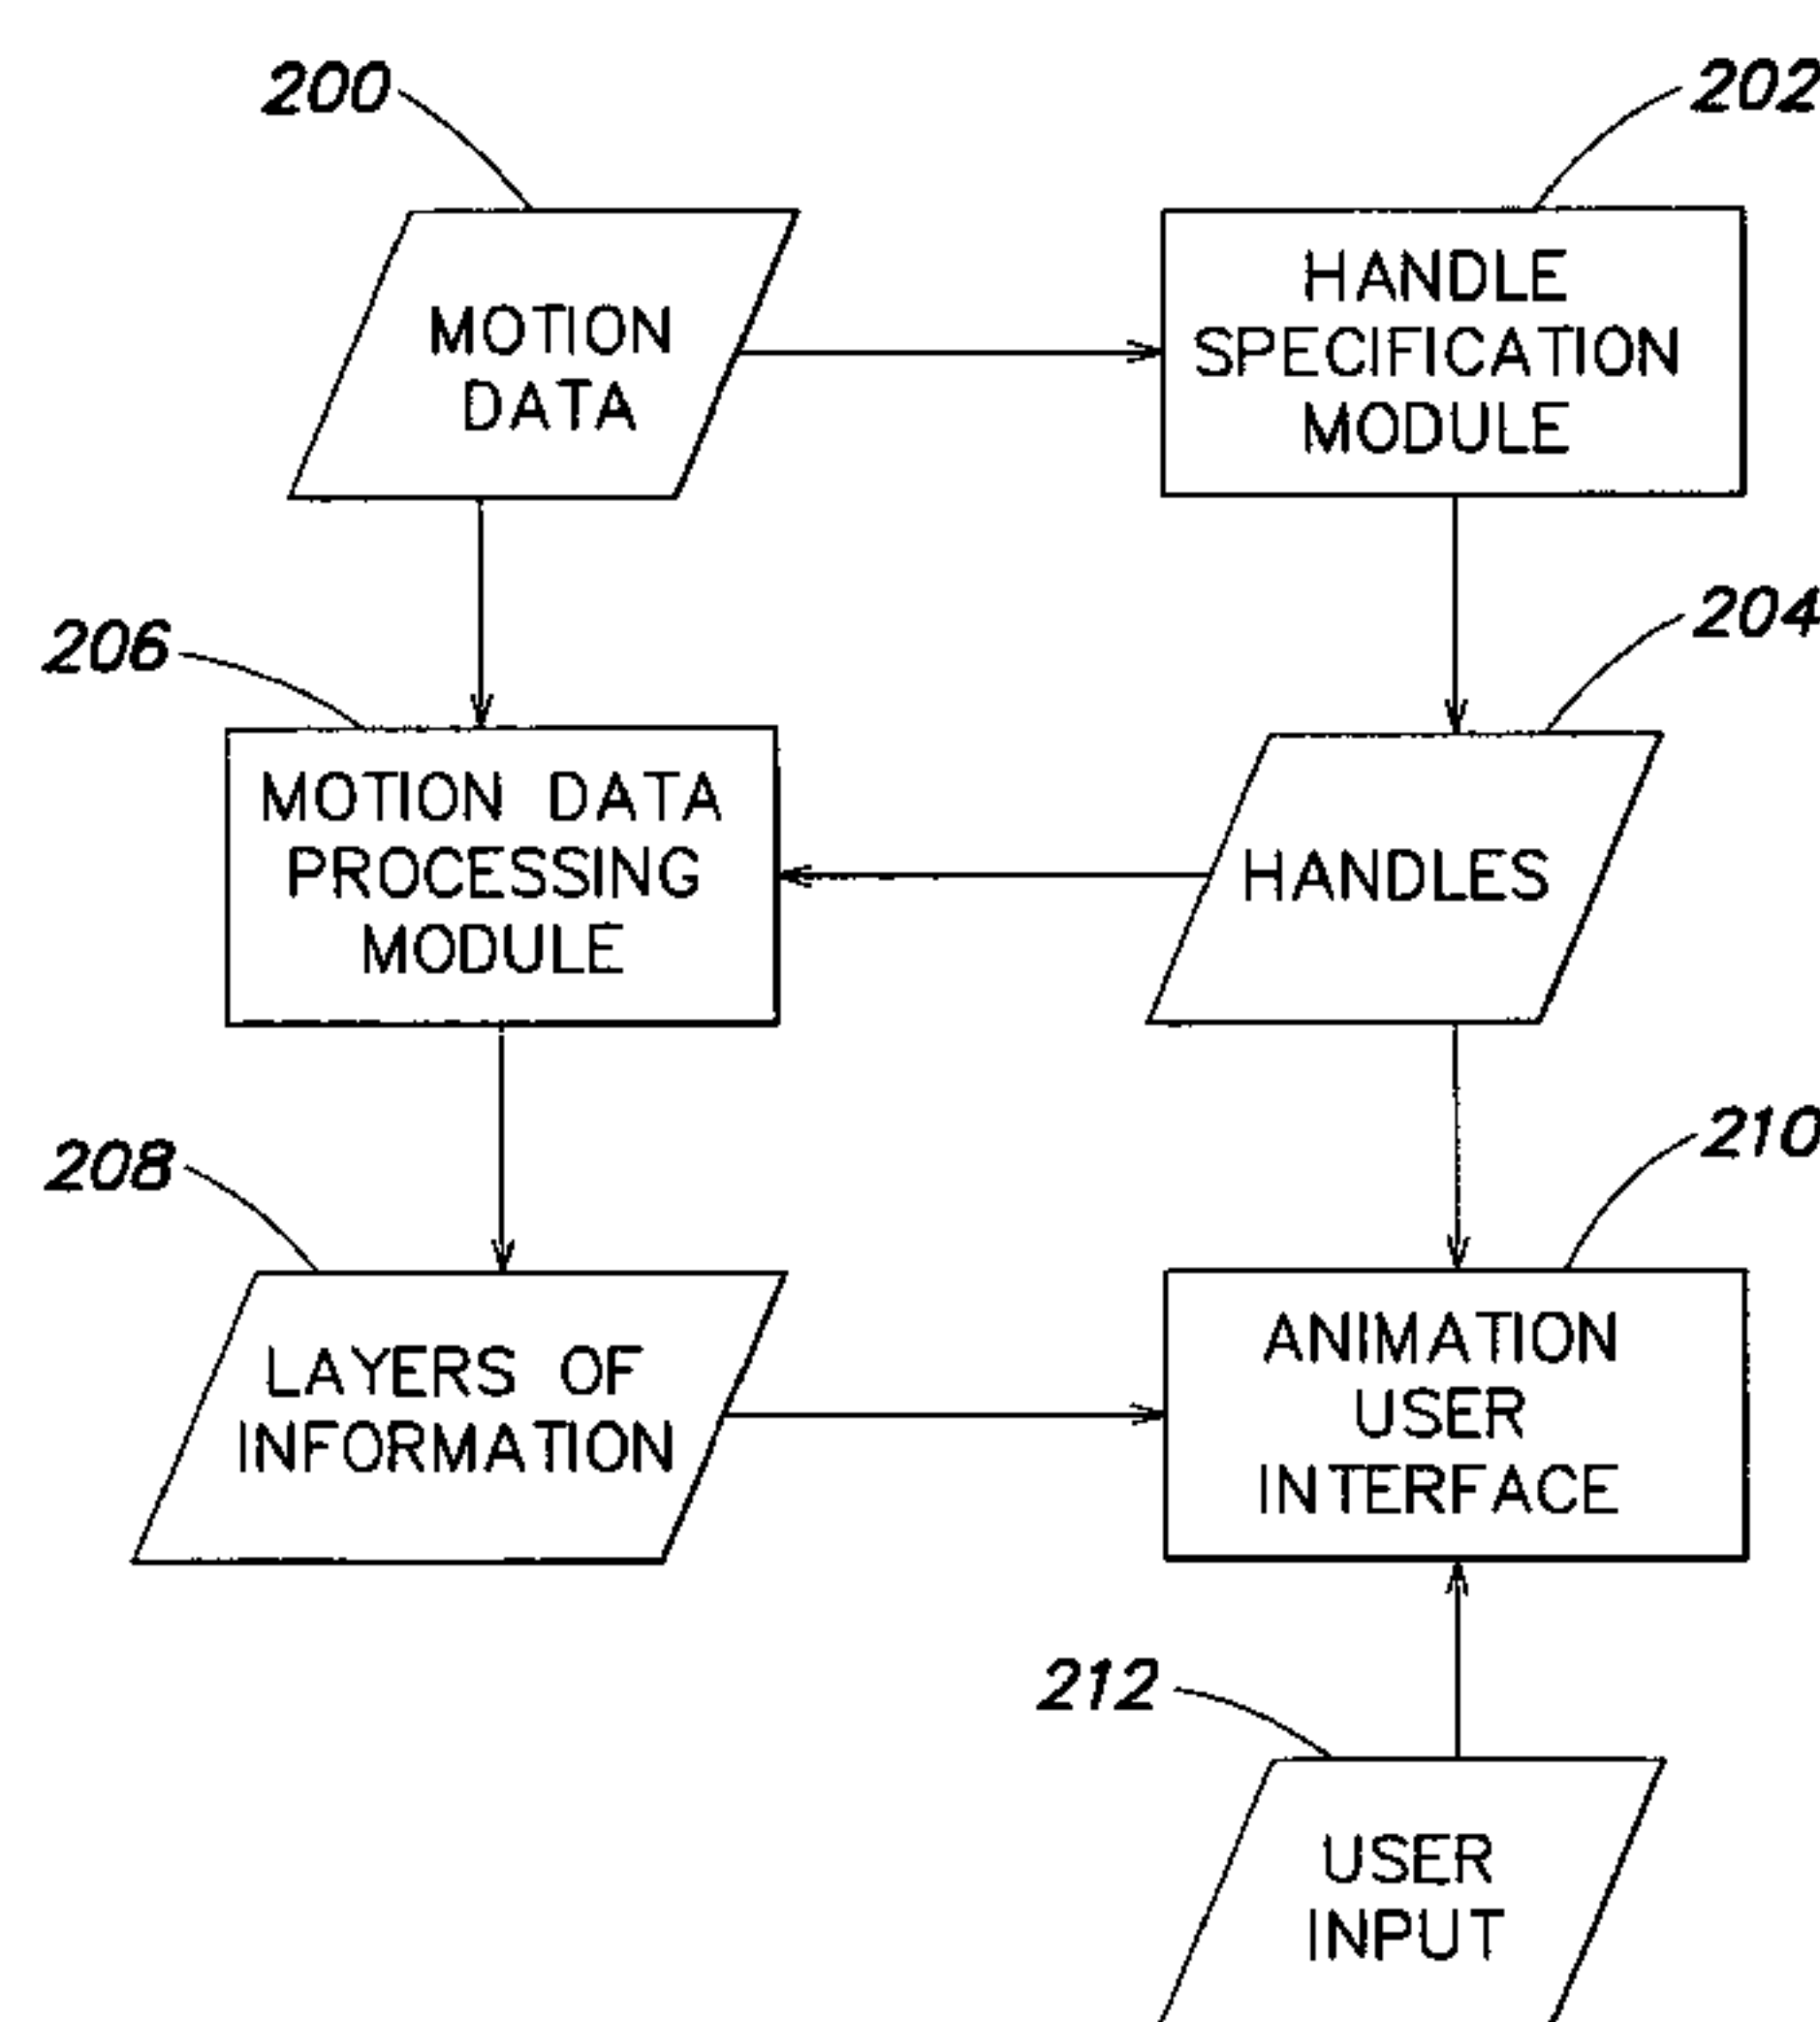 200
202
MOTION
DATA
HANDLE
SPECIFICATION
MODULE
204
206
MOTION DATA
PROCESSING
MODULE
HANDLES
208
210
LAYERS OF
INFORMATION
ANIMATION
USER
INTERFACE
212
USER
INPUT